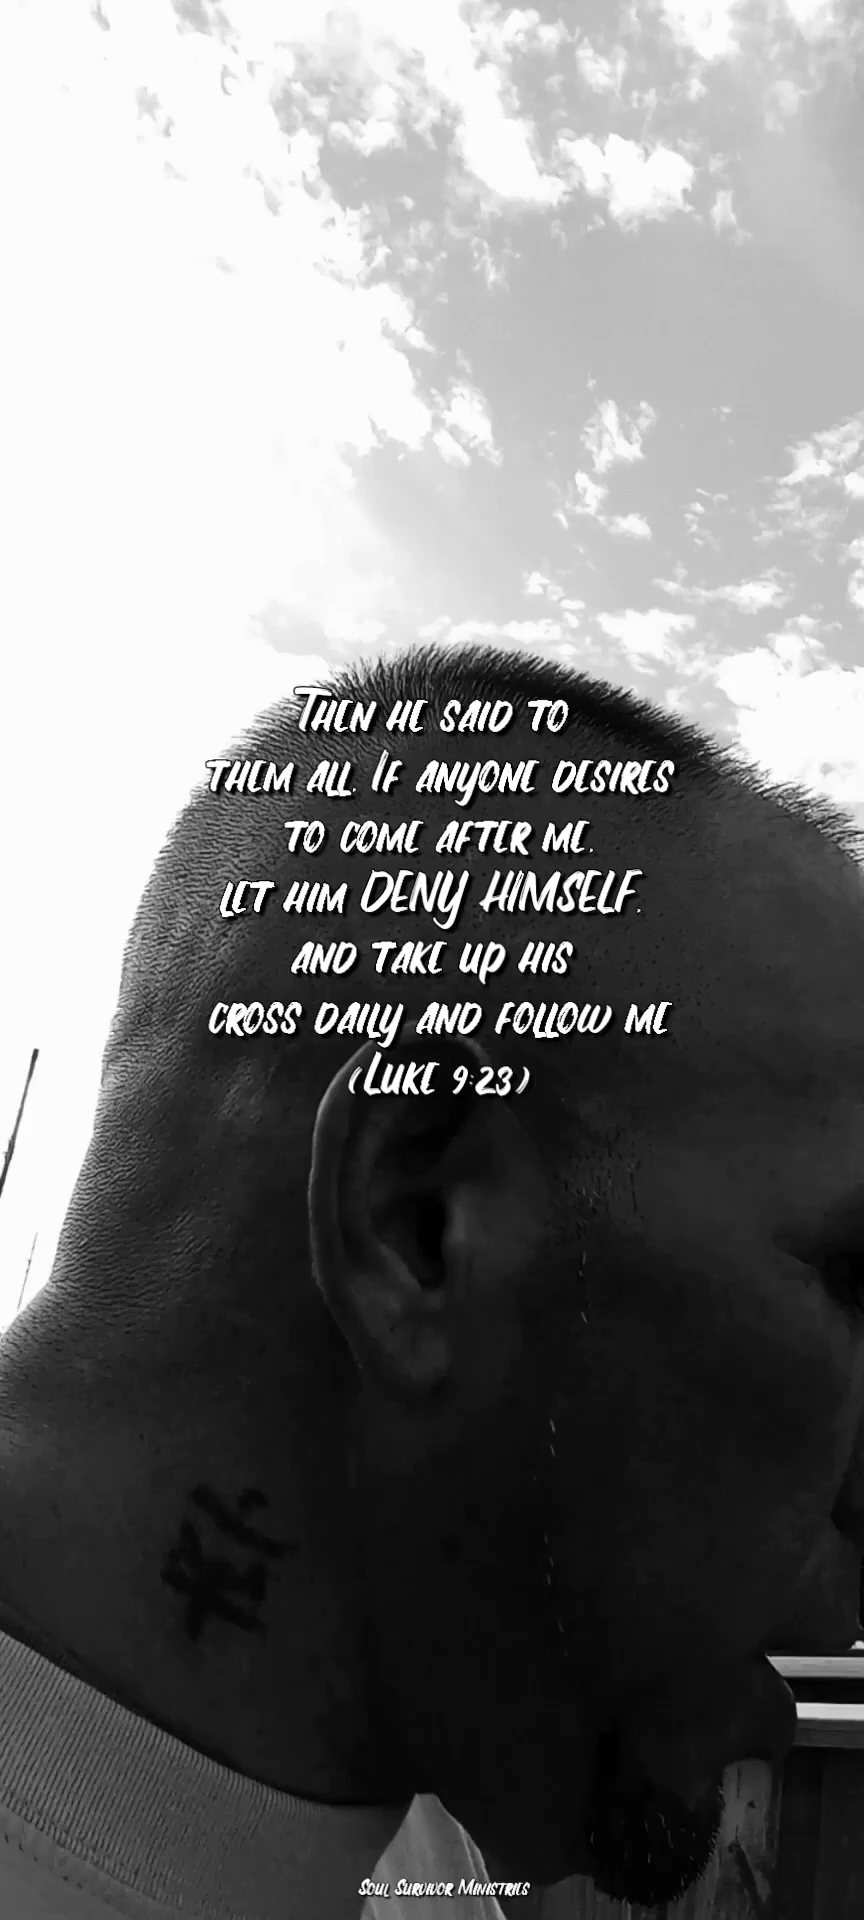 Then he said to
them all. If anyone desires
to come after me.
let him DENY HIMSELF.
and take up his
cross daily and follow me
(Luke 9:23)
Soul Survivor Ministries